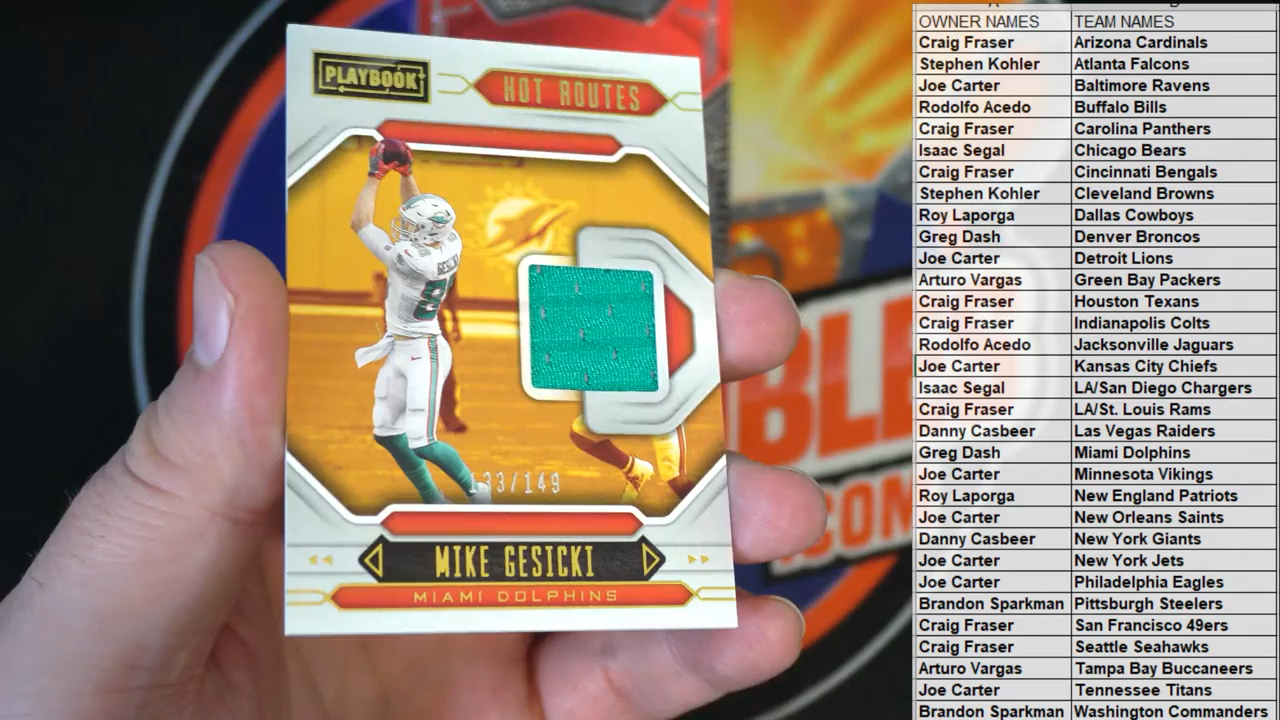 PLAYBOOK
HOT ROUTES
GESICKI
133/149
MIKE GESICKI
MIAMI DOLPHINS
BLE
.COM
OWNER NAMES TEAM NAMES
Craig Fraser Arizona Cardinals
Stephen Kohler Atlanta Falcons
Joe Carter Baltimore Ravens
Rodolfo Acedo Buffalo Bills
Craig Fraser Carolina Panthers
Isaac Segal Chicago Bears
Craig Fraser Cincinnati Bengals
Stephen Kohler Cleveland Browns
Roy Laporga Dallas Cowboys
Greg Dash Denver Broncos
Joe Carter Detroit Lions
Arturo Vargas Green Bay Packers
Craig Fraser Houston Texans
Craig Fraser Indianapolis Colts
Rodolfo Acedo Jacksonville Jaguars
Joe Carter Kansas City Chiefs
Isaac Segal LA/San Diego Chargers
Craig Fraser LA/St. Louis Rams
Danny Casbeer Las Vegas Raiders
Greg Dash Miami Dolphins
Joe Carter Minnesota Vikings
Roy Laporga New England Patriots
Joe Carter New Orleans Saints
Danny Casbeer New York Giants
Joe Carter New York Jets
Joe Carter Philadelphia Eagles
Brandon Sparkman Pittsburgh Steelers
Craig Fraser San Francisco 49ers
Craig Fraser Seattle Seahawks
Arturo Vargas Tampa Bay Buccaneers
Joe Carter Tennessee Titans
Brandon Sparkman Washington Commanders